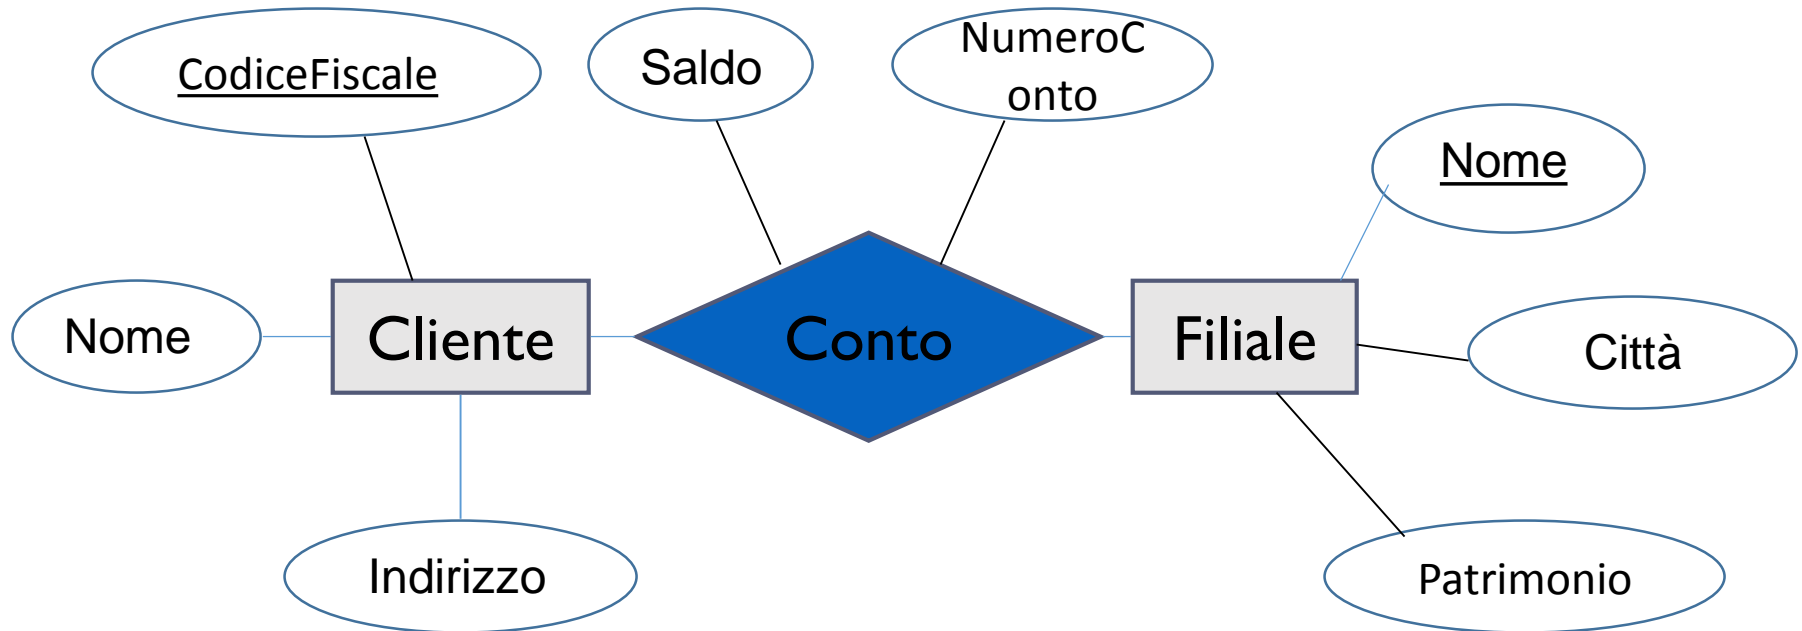 CodiceFiscale
Saldo
NumeroC
onto
Nome
Nome
Cliente
Conto
Filiale
Città
Indirizzo
Patrimonio